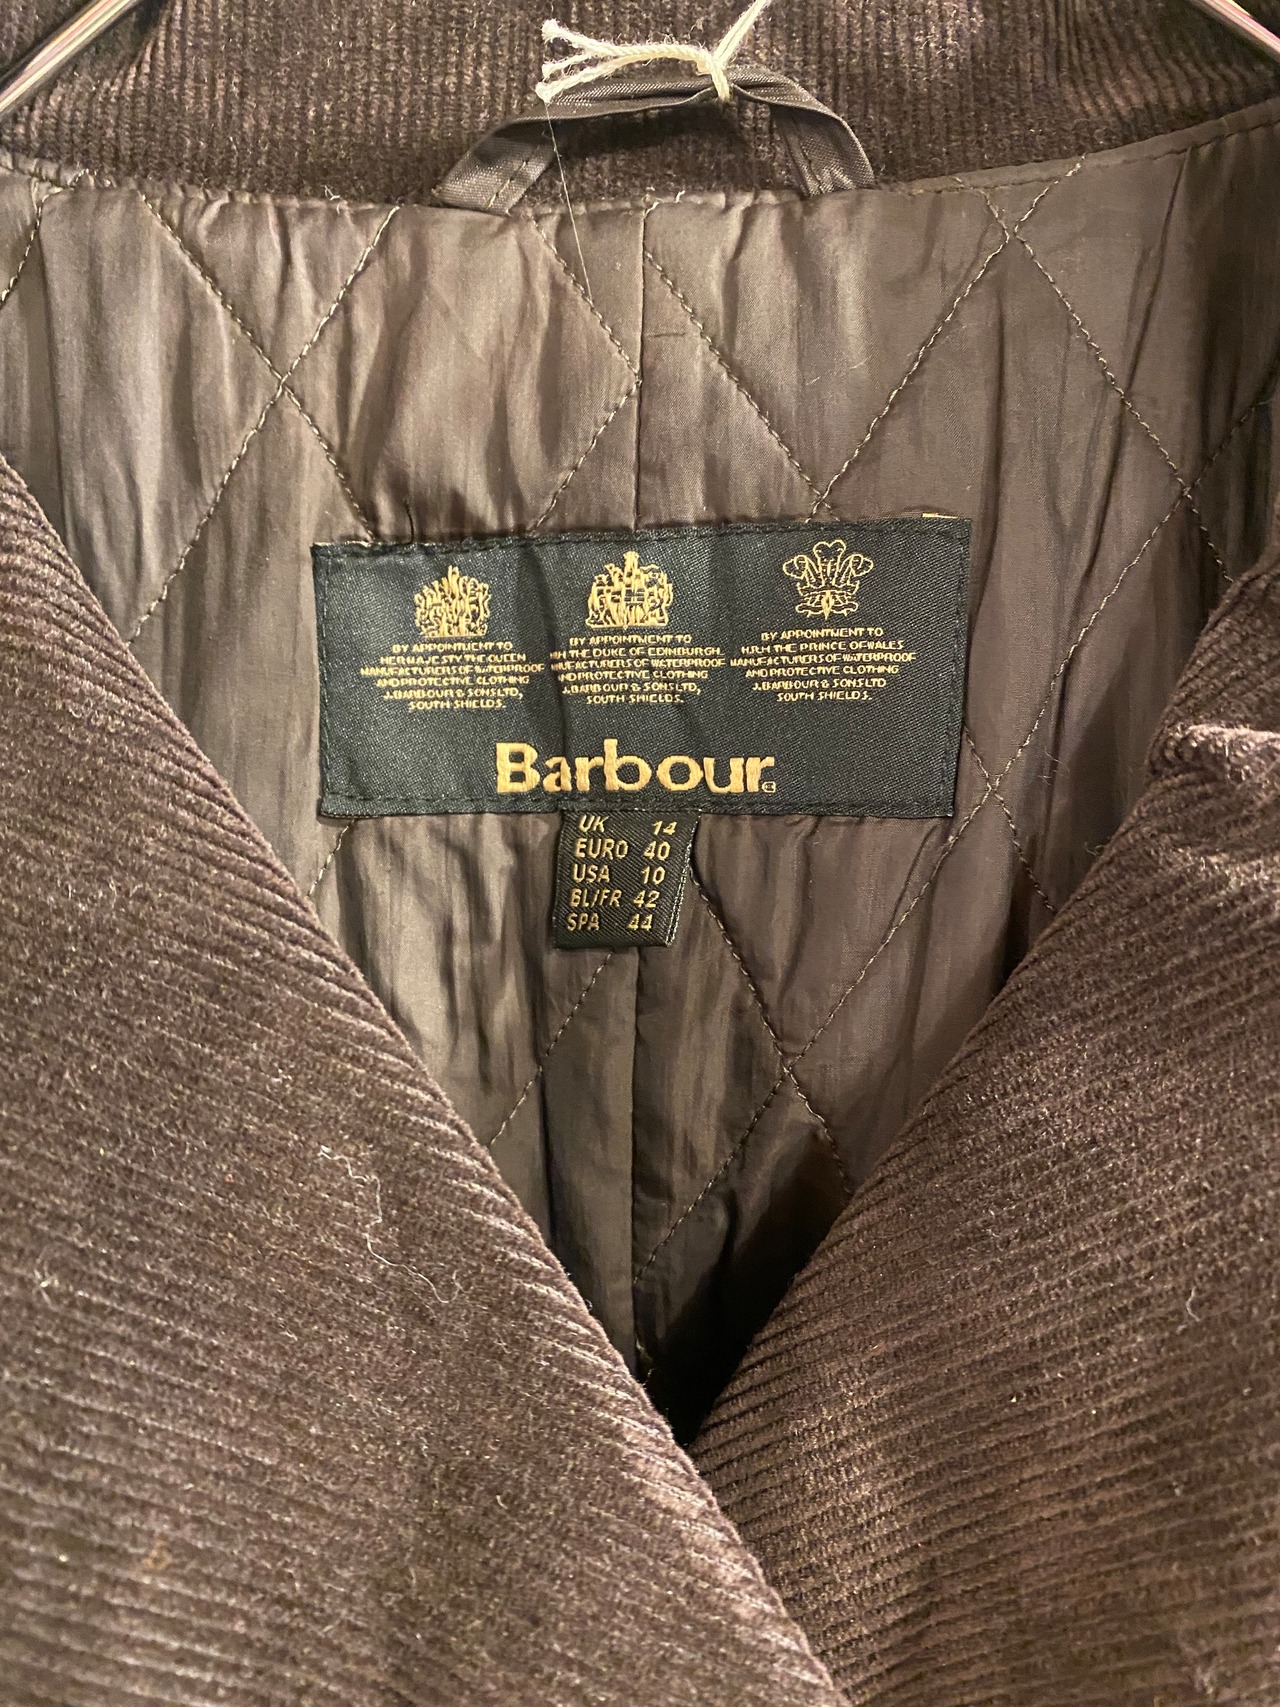 BY APPOINTMENT TO
HER MAJESTY THE QUEEN
MANUFACTURERS OF WATERPROOF
AND PROTECTIVE CLOTHING
J.BARBOUR & SONS LTD,
SOUTH SHIELDS.
BY APPOINTMENT TO
THE DUKE OF EDINBURGH.
MANUFACTURERS OF WATERPROOF
AND PROTECTIVE CLOTHING
J.BARBOUR & SONS LTD,
SOUTH SHIELDS.
BY APPOINTMENT TO
H.R.H THE PRINCE OF WALES
MANUFACTURERS OF WATERPROOF
AND PROTECTIVE CLOTHING
J.BARBOUR & SONS LTD
SOUTH SHIELDS.
Barbour
UK 14
EURO 40
USA 10
BL/FR 42
SPA 44